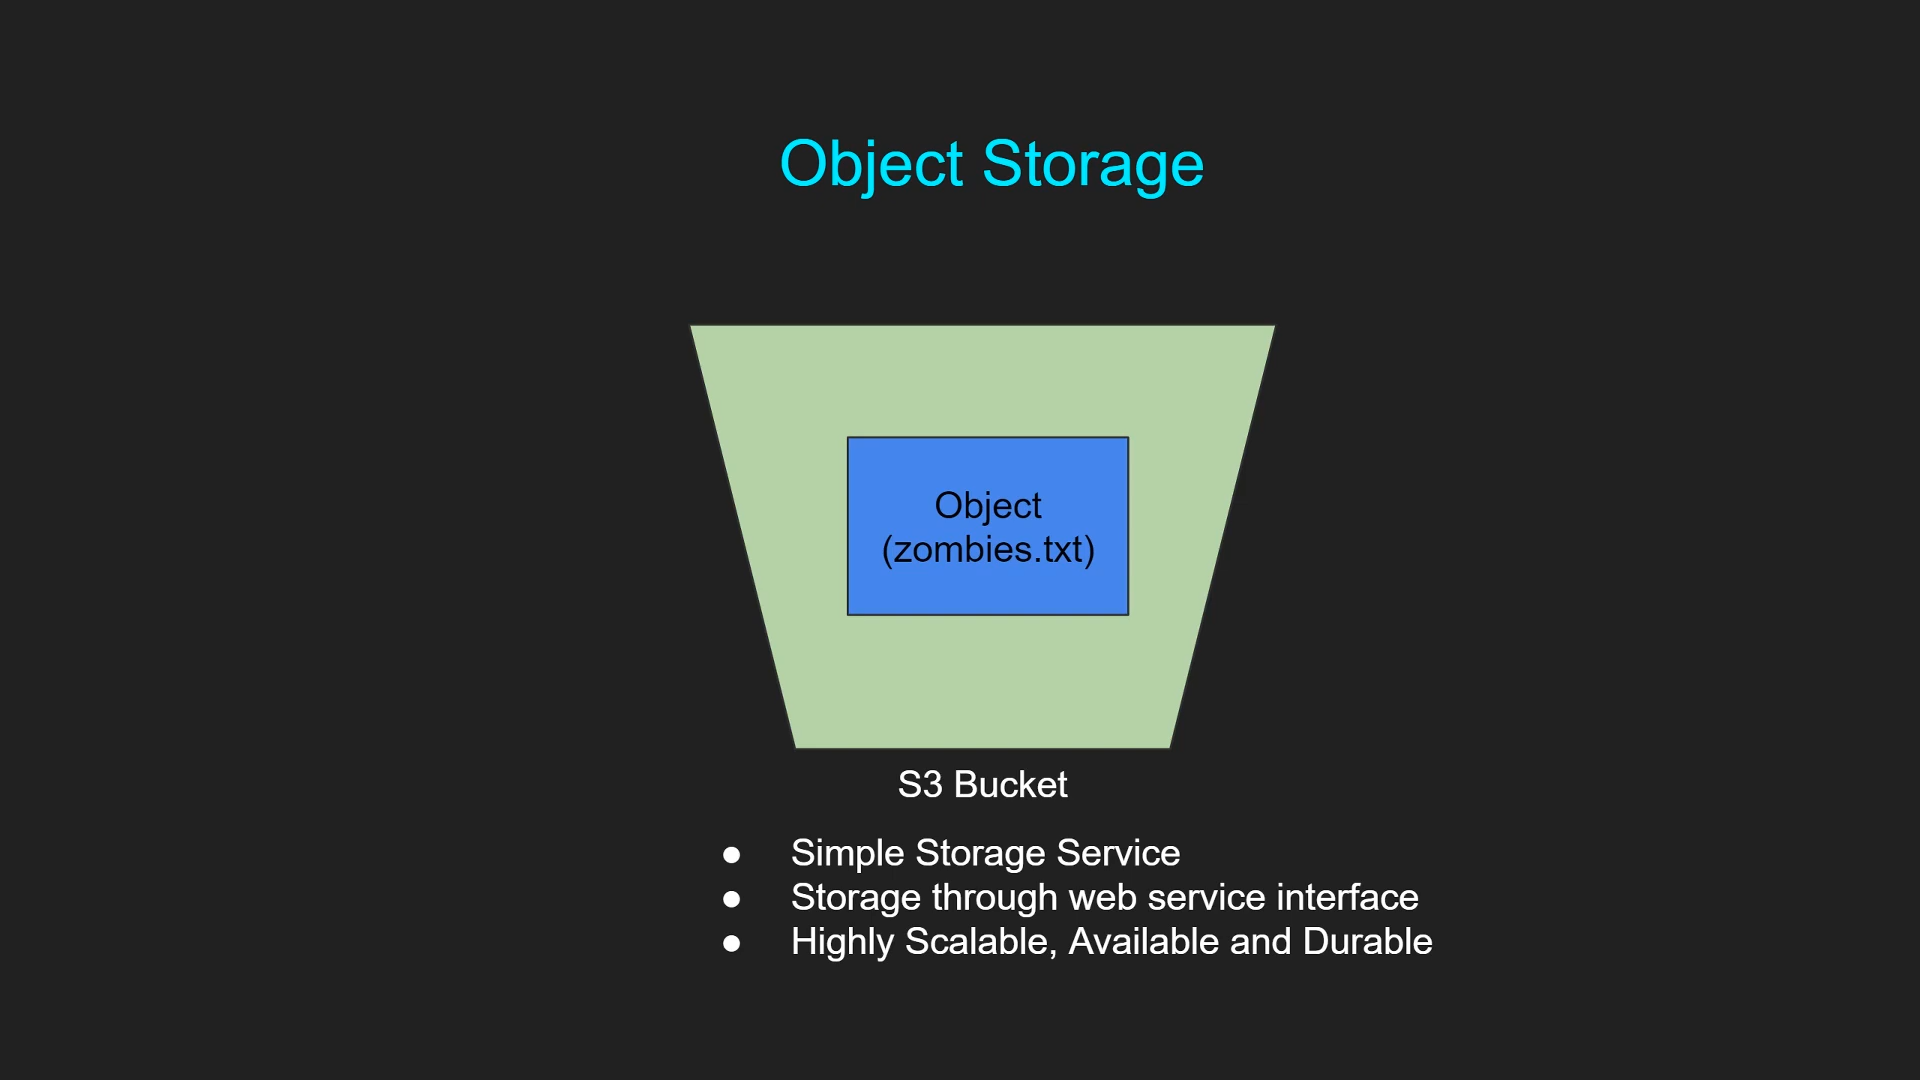 Object Storage
Object
(zombies.txt)
S3 Bucket
● Simple Storage Service
● Storage through web service interface
● Highly Scalable, Available and Durable